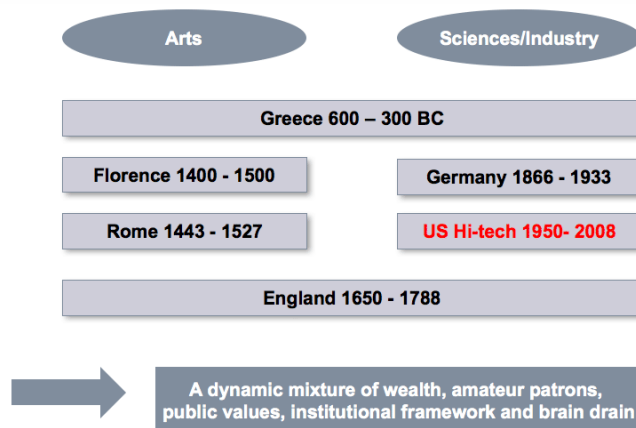 Arts
Sciences/Industry
Greece 600 – 300 BC
Florence 1400 - 1500
Germany 1866 - 1933
Rome 1443 - 1527
US Hi-tech 1950- 2008
England 1650 - 1788
A dynamic mixture of wealth, amateur patrons,
public values, institutional framework and brain drain